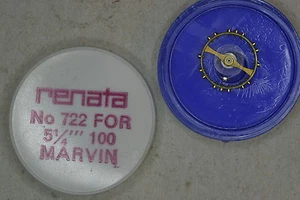 renata
No 722 FOR
5¼''' 100
MARVIN